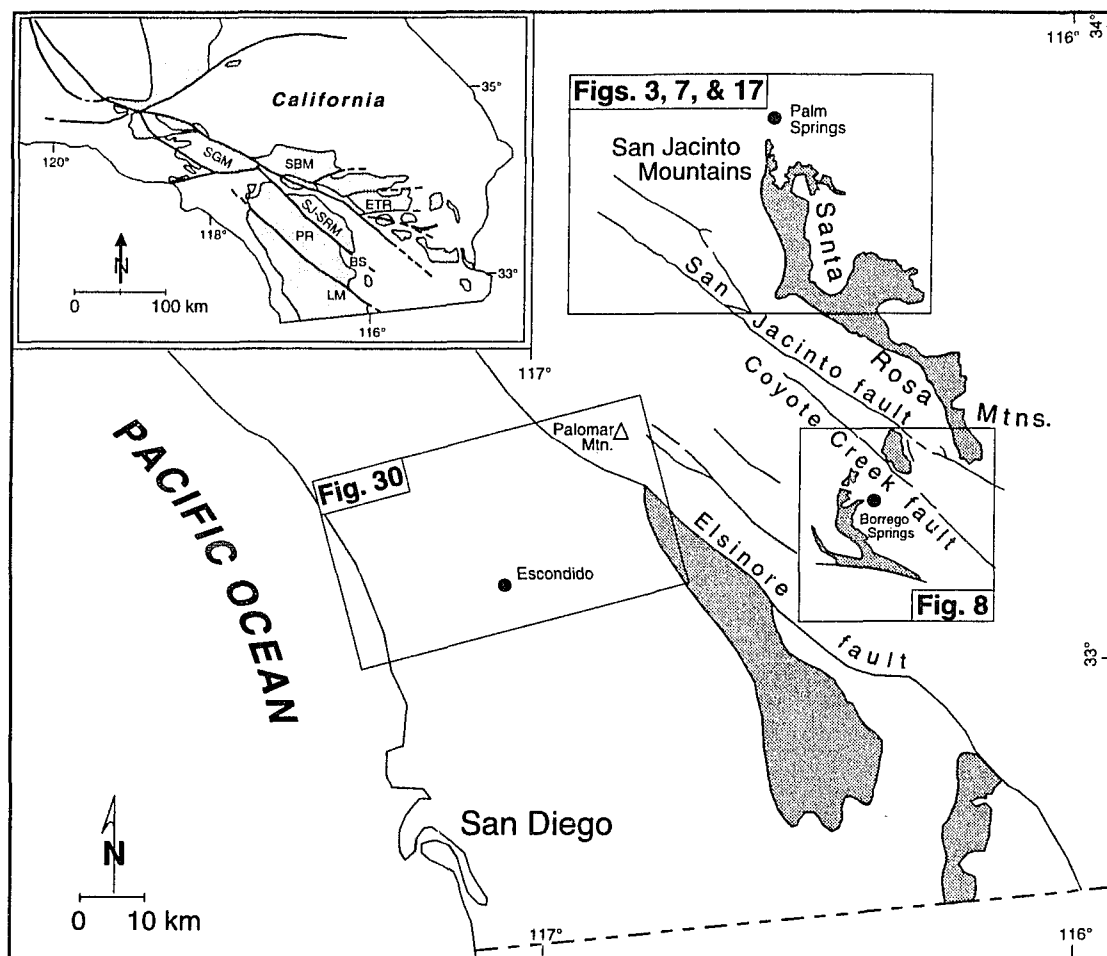 116°
34°
California
35°
120°
SGM
SBM
ETR
SJ-SRM
118°
PR
BS
LM
33°
116°
N
0 100 km
Figs. 3, 7, & 17
Palm
Springs
San Jacinto
Mountains
Santa
Rosa
Mtns.
San Jacinto fault
Coyote Creek fault
117°
Palomar
Mtn.
Fig. 30
Borrego
Springs
Fig. 8
Elsinore fault
Escondido
PACIFIC OCEAN
33°
San Diego
N
0 10 km
117°
116°